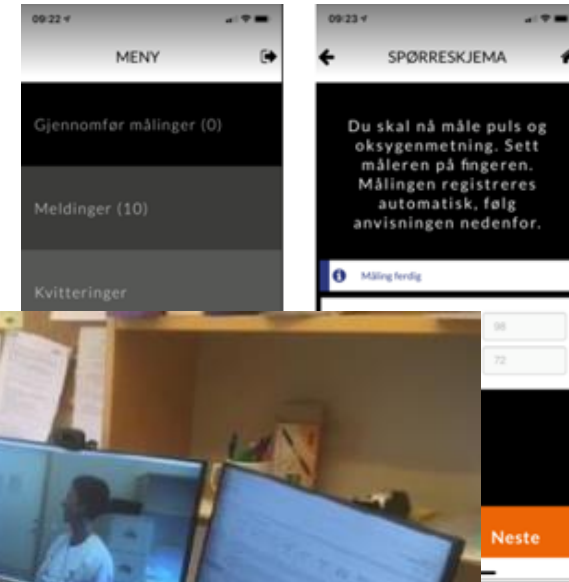 09:22
MENY
Gjennomfør målinger (0)
Meldinger (10)
Kvitteringer
09:23
SPØRRESKJEMA
Du skal nå måle puls og
oksygenmetning. Sett
måleren på fingeren.
Målingen registreres
automatisk, følg
anvisningen nedenfor.
Måling ferdig
98
72
Neste